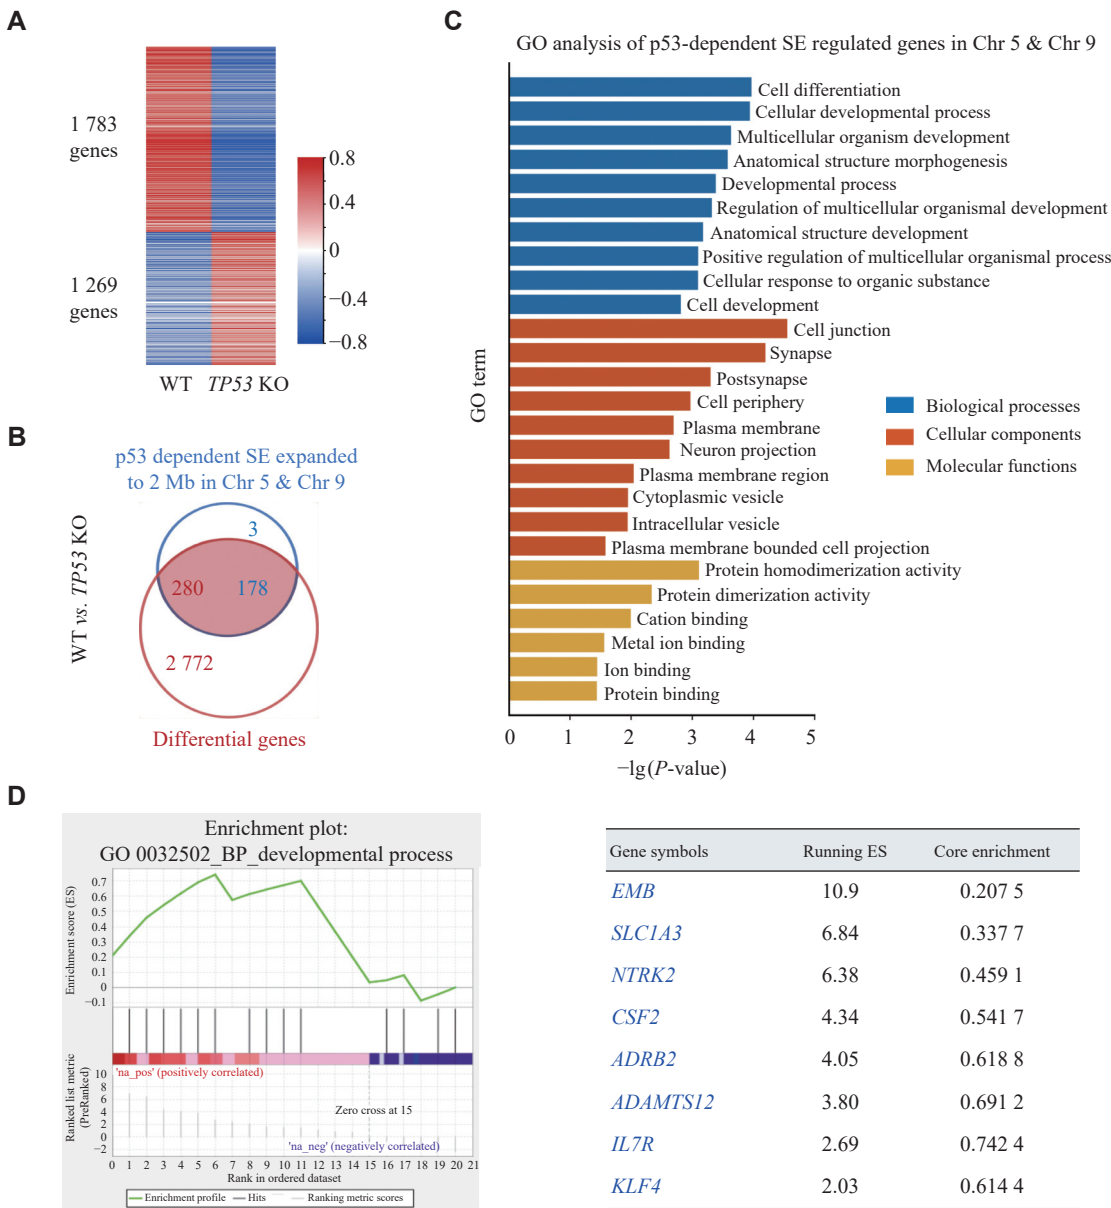 A
1 783
genes
1 269
genes
0.8
0.4
0
−0.4
−0.8
WT TP53 KO
B
p53 dependent SE expanded
to 2 Mb in Chr 5 & Chr 9
WT vs. TP53 KO
3
280 178
2 772
Differential genes
C
GO analysis of p53-dependent SE regulated genes in Chr 5 & Chr 9
GO term
Cell differentiation
Cellular developmental process
Multicellular organism development
Anatomical structure morphogenesis
Developmental process
Regulation of multicellular organismal development
Anatomical structure development
Positive regulation of multicellular organismal process
Cellular response to organic substance
Cell development
Cell junction
Synapse
Postsynapse
Cell periphery
Plasma membrane
Neuron projection
Plasma membrane region
Cytoplasmic vesicle
Intracellular vesicle
Plasma membrane bounded cell projection
Protein homodimerization activity
Protein dimerization activity
Cation binding
Metal ion binding
Ion binding
Protein binding
Biological processes
Cellular components
Molecular functions
0 1 2 3 4 5
−lg(P-value)
D
Enrichment plot:
GO 0032502_BP_developmental process
Enrichment score (ES)
0.7
0.6
0.5
0.4
0.3
0.2
0.1
0
−0.1
'na_pos' (positively correlated)
Ranked list metric
(PreRanked)
10
8
6
4
2
0
−2
Zero cross at 15
'na_neg' (negatively correlated)
0 1 2 3 4 5 6 7 8 9 10 11 12 13 14 15 16 17 18 19 20 21
Rank in ordered dataset
Enrichment profile Hits Ranking metric scores
Gene symbols Running ES Core enrichment
EMB 10.9 0.207 5
SLC1A3 6.84 0.337 7
NTRK2 6.38 0.459 1
CSF2 4.34 0.541 7
ADRB2 4.05 0.618 8
ADAMTS12 3.80 0.691 2
IL7R 2.69 0.742 4
KLF4 2.03 0.614 4